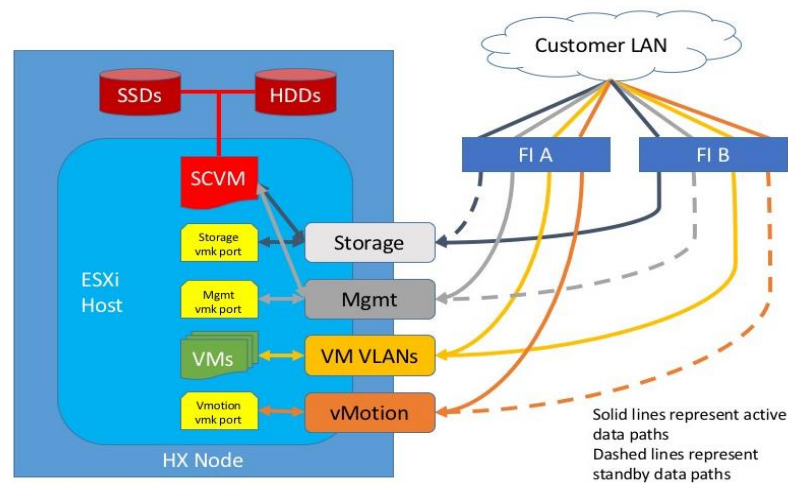 Customer LAN
SSDs
HDDs
FI A
FI B
SCVM
Storage
vmk port
Storage
ESXi
Host
Mgmt
vmk port
Mgmt
VMs
VM VLANs
Vmotion
vmk port
vMotion
HX Node
Solid lines represent active
data paths
Dashed lines represent
standby data paths